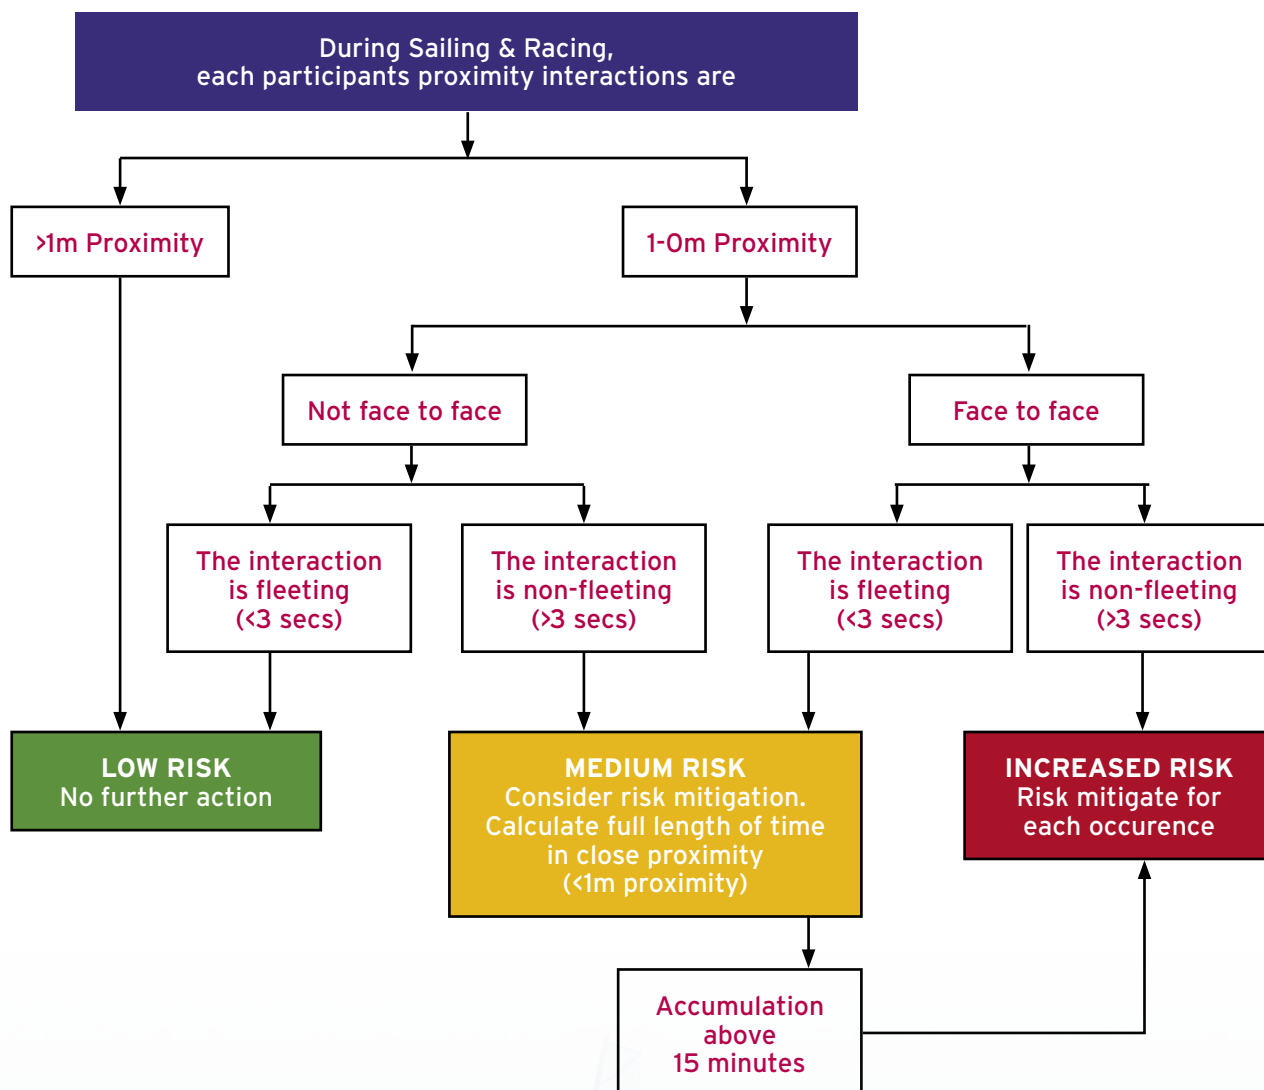 During Sailing & Racing,
each participants proximity interactions are
>1m Proximity
1-0m Proximity
Not face to face
Face to face
The interaction
is fleeting
(<3 secs)
The interaction
is non-fleeting
(>3 secs)
The interaction
is fleeting
(<3 secs)
The interaction
is non-fleeting
(>3 secs)
LOW RISK
No further action
MEDIUM RISK
Consider risk mitigation.
Calculate full length of time
in close proximity
(<1m proximity)
INCREASED RISK
Risk mitigate for
each occurence
Accumulation
above
15 minutes